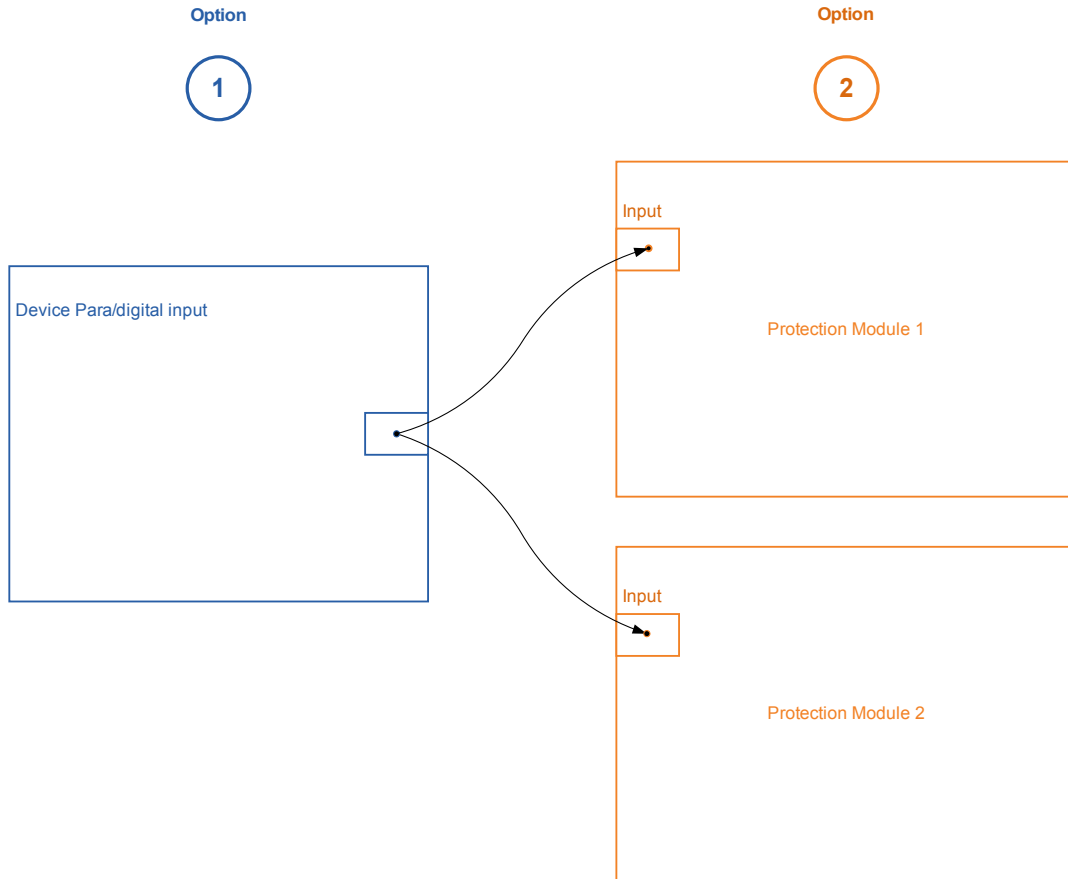 Option
1
Option
2
Device Para/digital input
Input
Protection Module 1
Input
Protection Module 2